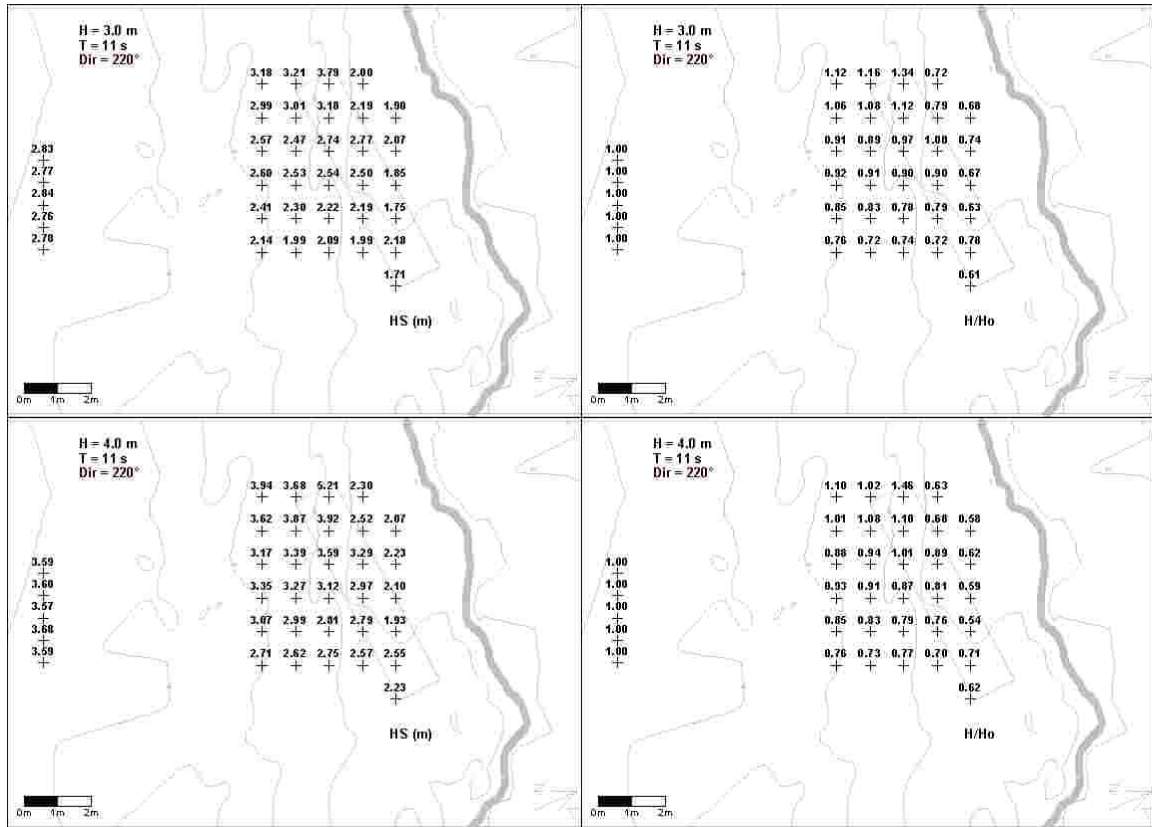 H = 3.0 m
T = 11 s
Dir = 220°
3.18 3.21 3.79 2.00
2.99 3.01 3.18 2.19 1.90
2.57 2.47 2.74 2.77 2.07
2.60 2.53 2.54 2.50 1.85
2.41 2.30 2.22 2.19 1.75
2.14 1.99 2.09 1.99 2.18
1.71
2.83
2.77
2.84
2.76
2.78
HS (m)
0m 1m 2m
H = 3.0 m
T = 11 s
Dir = 220°
1.12 1.16 1.34 0.72
1.06 1.08 1.12 0.79 0.68
0.91 0.89 0.97 1.00 0.74
0.92 0.91 0.90 0.90 0.67
0.85 0.83 0.78 0.79 0.63
0.76 0.72 0.74 0.72 0.78
0.61
1.00
1.00
1.00
1.00
1.00
H/Ho
0m 1m 2m
H = 4.0 m
T = 11 s
Dir = 220°
3.94 3.68 5.21 2.30
3.62 3.87 3.92 2.52 2.07
3.17 3.39 3.59 3.29 2.23
3.35 3.27 3.12 2.97 2.10
3.07 2.99 2.81 2.79 1.93
2.71 2.62 2.75 2.57 2.55
2.23
3.59
3.60
3.57
3.68
3.59
HS (m)
0m 1m 2m
H = 4.0 m
T = 11 s
Dir = 220°
1.10 1.02 1.46 0.63
1.01 1.08 1.10 0.68 0.58
0.88 0.94 1.01 0.89 0.62
0.93 0.91 0.87 0.81 0.59
0.85 0.83 0.79 0.76 0.54
0.76 0.73 0.77 0.70 0.71
0.62
1.00
1.00
1.00
1.00
1.00
H/Ho
0m 1m 2m